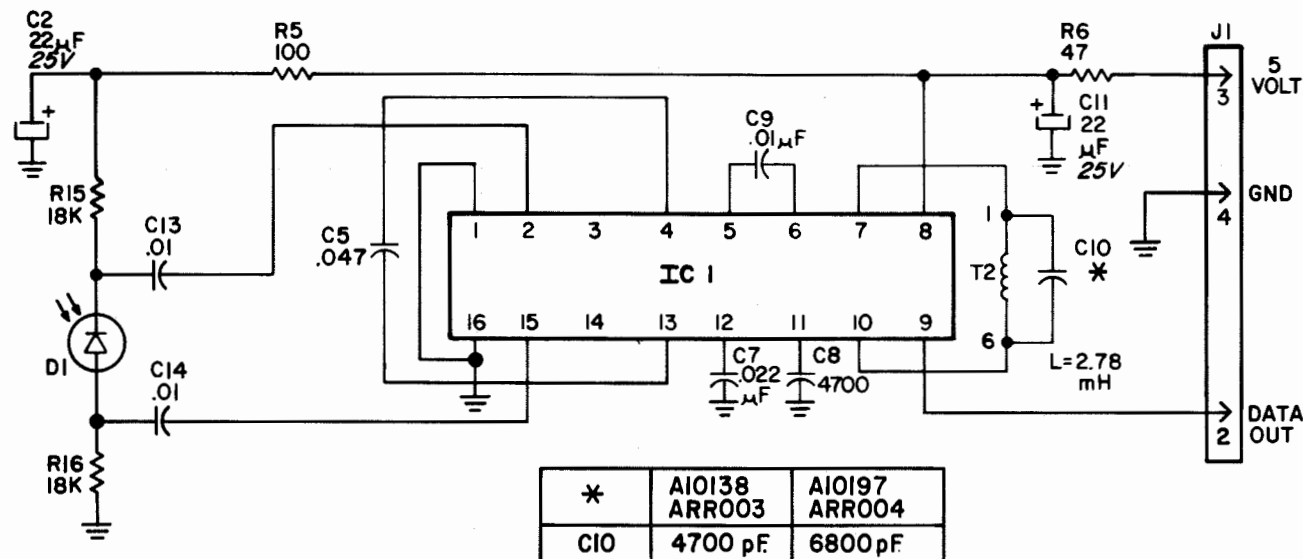 C2
22µF
25V
+
R5
100
R6
47
J1
5
VOLT
3
+
C11
22
µF
25V
C9
.01µF
R15
18K
C13
.01
C5
.047
1 2 3 4 5 6 7 8
IC 1
16 15 14 13 12 11 10 9
1
T2
6
C10
*
L=2.78
mH
GND
4
D1
C14
.01
C7
.022
µF
C8
4700
DATA
OUT
2
R16
18K
* A10138 A10197
ARR003 ARR004
C10 4700 pF. 6800pF.